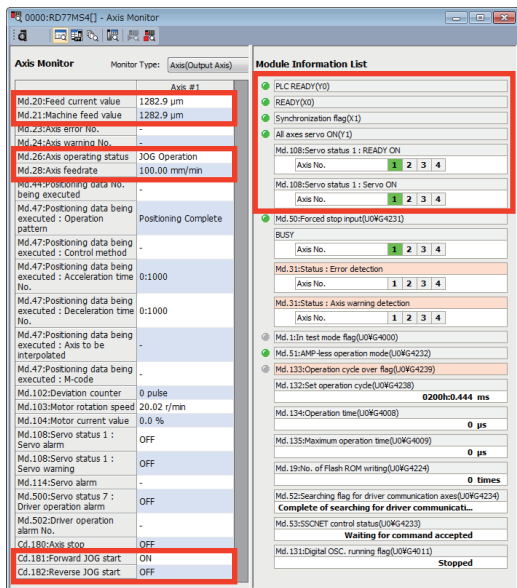 0000:RD77MS4[] - Axis Monitor
Axis Monitor
Monitor Type:
Axis(Output Axis)
Axis #1
Md.20:Feed current value
1282.9 µm
Md.21:Machine feed value
1282.9 µm
Md.23:Axis error No.
-
Md.24:Axis warning No.
-
Md.26:Axis operating status
JOG Operation
Md.28:Axis feedrate
100.00 mm/min
Md.44:Positioning data No.
being executed
-
Md.47:Positioning data being
executed : Operation
pattern
Positioning Complete
Md.47:Positioning data being
executed : Control method
-
Md.47:Positioning data being
executed : Acceleration time
No.
0:1000
Md.47:Positioning data being
executed : Deceleration time
No.
0:1000
Md.47:Positioning data being
executed : Axis to be
interpolated
-
Md.47:Positioning data being
executed : M-code
-
Md.102:Deviation counter
0 pulse
Md.103:Motor rotation speed
20.02 r/min
Md.104:Motor current value
0.0 %
Md.108:Servo status 1 :
Servo alarm
OFF
Md.108:Servo status 1 :
Servo warning
OFF
Md.114:Servo alarm
-
Md.500:Servo status 7 :
Driver operation alarm
OFF
Md.502:Driver operation
alarm No.
-
Cd.180:Axis stop
OFF
Cd.181:Forward JOG start
ON
Cd.182:Reverse JOG start
OFF
Module Information List
PLC READY(Y0)
READY(X0)
Synchronization flag(X1)
All axes servo ON(Y1)
Md.108:Servo status 1 : READY ON
Axis No. 1 2 3 4
Md.108:Servo status 1 : Servo ON
Axis No. 1 2 3 4
Md.50:Forced stop input(U0¥G4231)
BUSY
Axis No. 1 2 3 4
Md.31:Status : Error detection
Axis No. 1 2 3 4
Md.31:Status : Axis warning detection
Axis No. 1 2 3 4
Md.1:In test mode flag(U0¥G4000)
Md.51:AMP-less operation mode(U0¥G4232)
Md.133:Operation cycle over flag(U0¥G4239)
Md.132:Set operation cycle(U0¥G4238)
0200h:0.444 ms
Md.134:Operation time(U0¥G4008)
0 µs
Md.135:Maximum operation time(U0¥G4009)
0 µs
Md.19:No. of Flash ROM writing(U0¥G4224)
0 times
Md.52:Searching flag for driver communication axes(U0¥G4234)
Complete of searching for driver communicati...
Md.53:SSCNET control status(U0¥G4233)
Waiting for command accepted
Md.131:Digital OSC. running flag(U0¥G4011)
Stopped